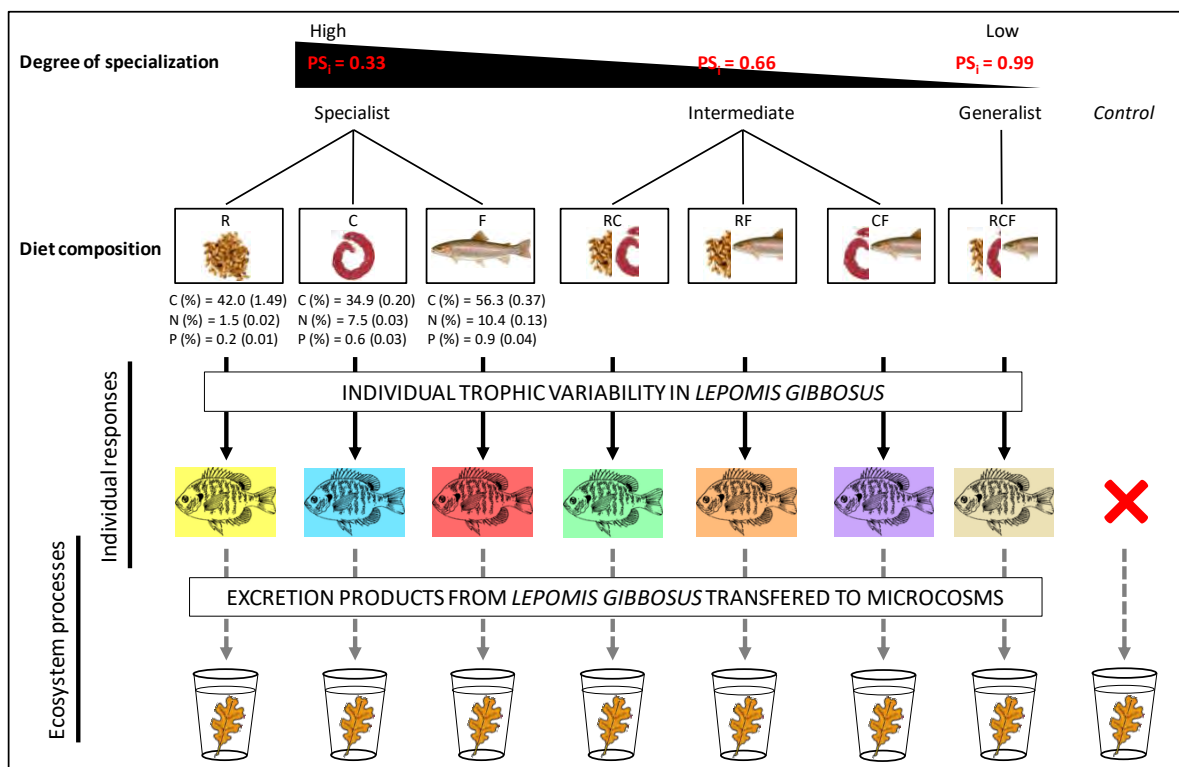 High
Low
Degree of specialization
PSi = 0.33
PSi = 0.66
PSi = 0.99
Specialist
Intermediate
Generalist
Control
Diet composition
R
C
F
RC
RF
CF
RCF
C (%) = 42.0 (1.49)
N (%) = 1.5 (0.02)
P (%) = 0.2 (0.01)
C (%) = 34.9 (0.20)
N (%) = 7.5 (0.03)
P (%) = 0.6 (0.03)
C (%) = 56.3 (0.37)
N (%) = 10.4 (0.13)
P (%) = 0.9 (0.04)
Individual responses
INDIVIDUAL TROPHIC VARIABILITY IN LEPOMIS GIBBOSUS
Ecosystem processes
EXCRETION PRODUCTS FROM LEPOMIS GIBBOSUS TRANSFERED TO MICROCOSMS